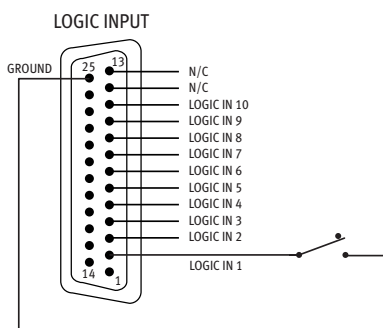 LOGIC INPUT
GROUND
25
13
N/C
N/C
LOGIC IN 10
LOGIC IN 9
LOGIC IN 8
LOGIC IN 7
LOGIC IN 6
LOGIC IN 5
LOGIC IN 4
LOGIC IN 3
LOGIC IN 2
LOGIC IN 1
14
1